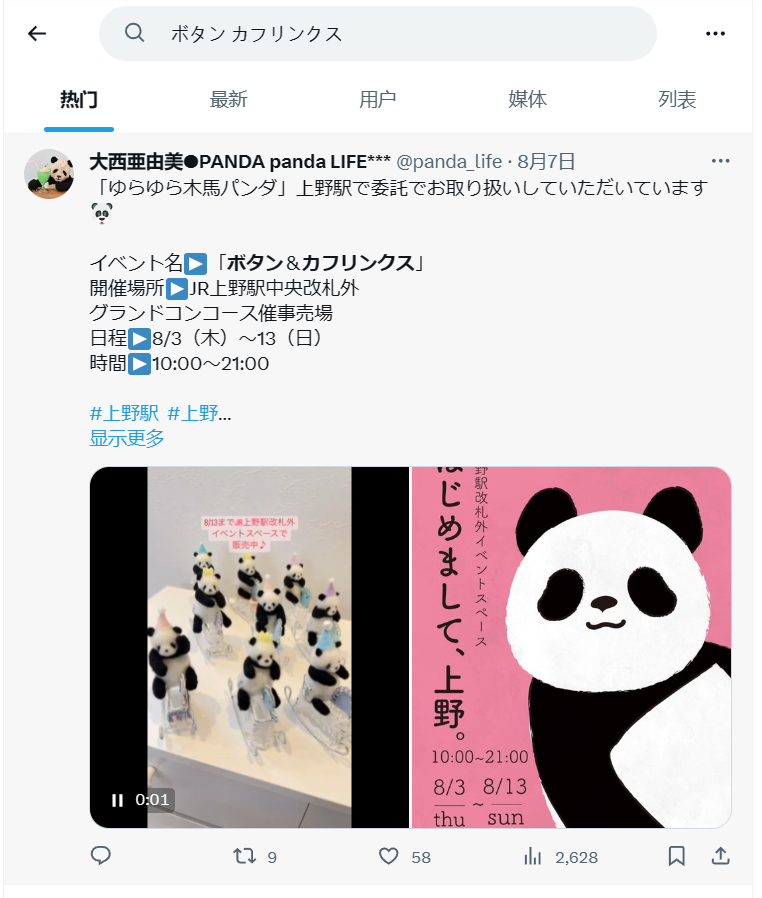 ボタン カフリンクス
热门
最新
用户
媒体
列表
大西亜由美●PANDA panda LIFE*** @panda_life · 8月7日
「ゆらゆら木馬パンダ」上野駅で委託でお取り扱いしていただいています
イベント名▶「ボタン＆カフリンクス」
開催場所▶JR上野駅中央改札外
グランドコンコース催事売場
日程▶8/3（木）〜13（日）
時間▶10:00〜21:00
#上野駅 #上野...
显示更多
8/13までJR上野駅改札外
イベントスペースで
販売中♪
0:01
野駅改札外イベントスペース
はじめまして、上野。
10:00~21:00
8/3 ~ 8/13
thu sun
9
58
2,628